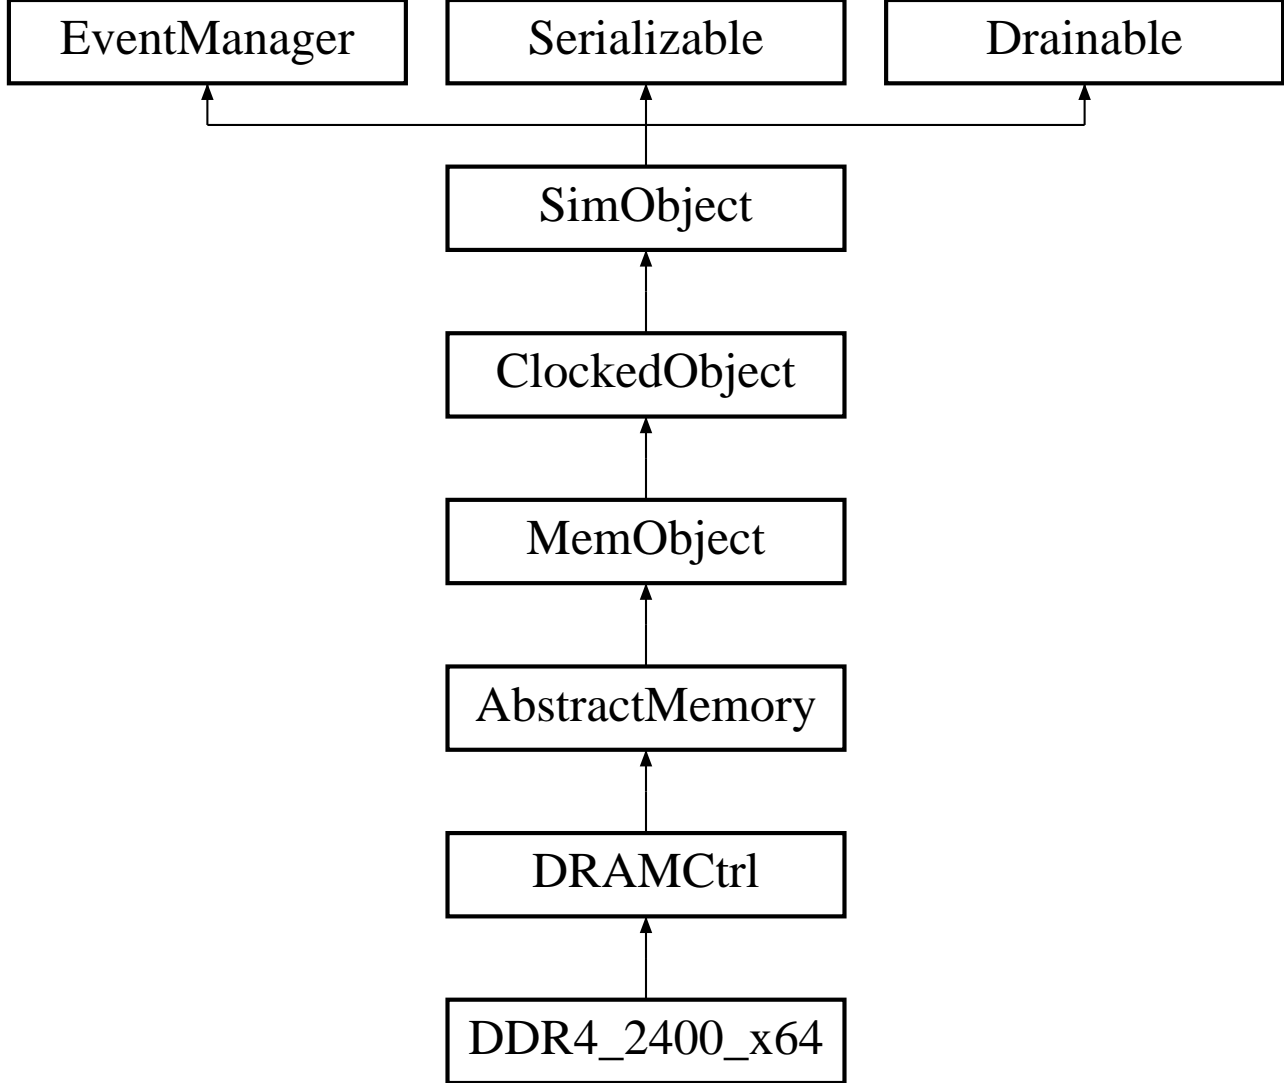 EventManager
Serializable
Drainable
SimObject
ClockedObject
MemObject
AbstractMemory
DRAMCtrl
DDR4_2400_x64